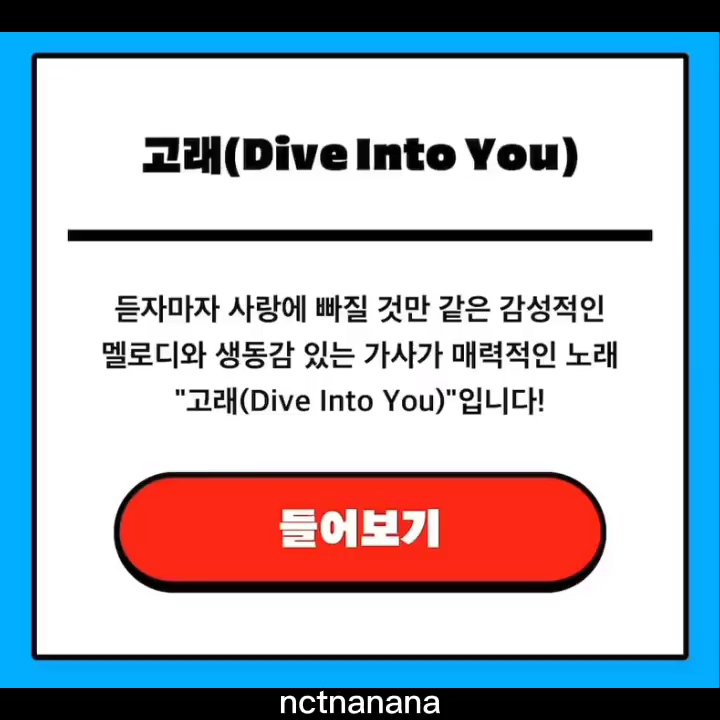 고래(Dive Into You)
듣자마자 사랑에 빠질 것만 같은 감성적인
멜로디와 생동감 있는 가사가 매력적인 노래
"고래(Dive Into You)"입니다!
들어보기
nctnanana